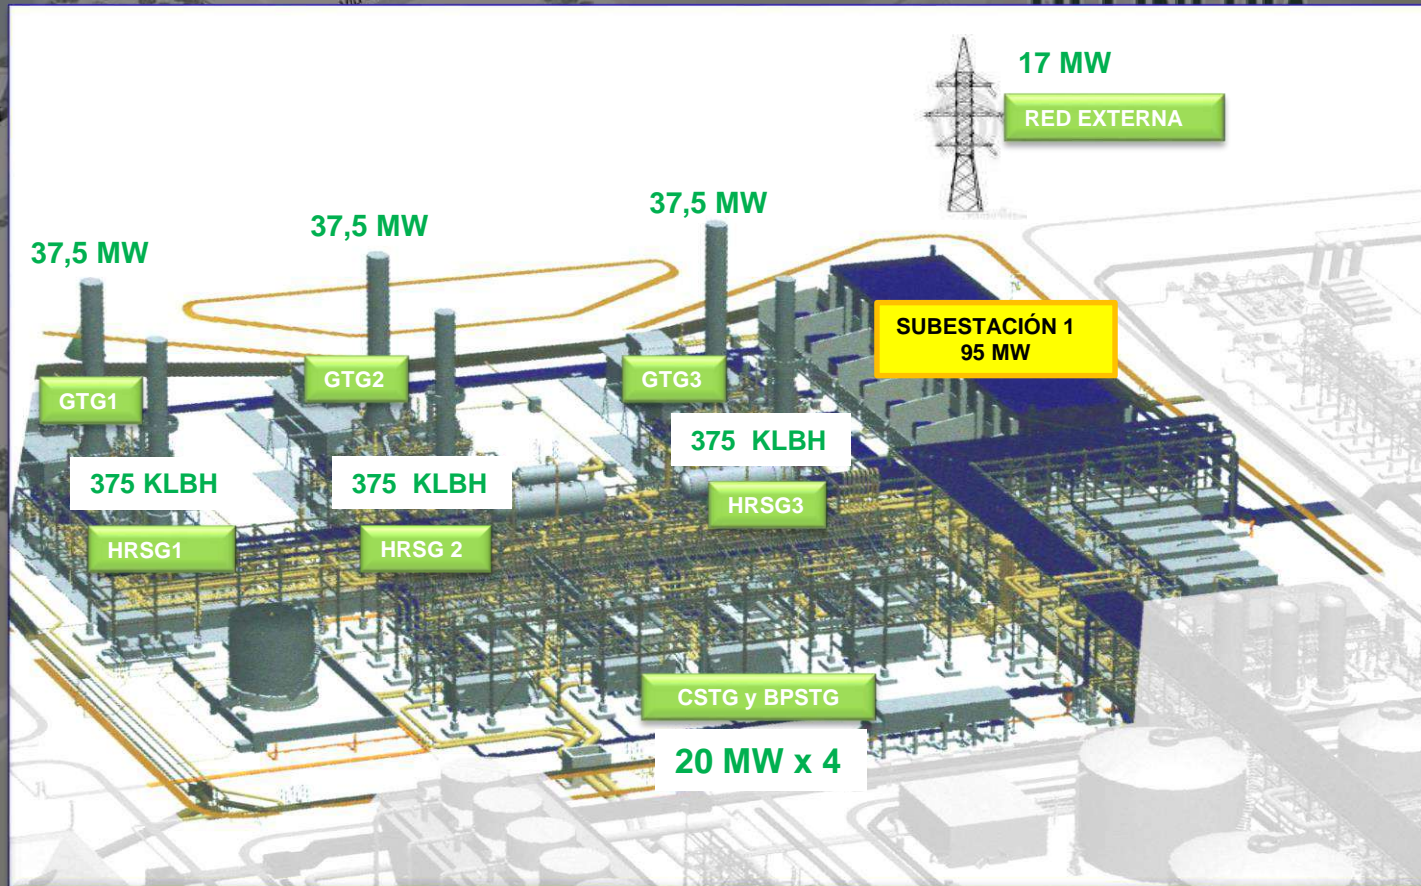 17 MW
RED EXTERNA
37,5 MW
37,5 MW
37,5 MW
SUBESTACIÓN 1
95 MW
GTG1
GTG2
GTG3
375 KLBH
375 KLBH
375 KLBH
HRSG1
HRSG 2
HRSG3
CSTG y BPSTG
20 MW x 4